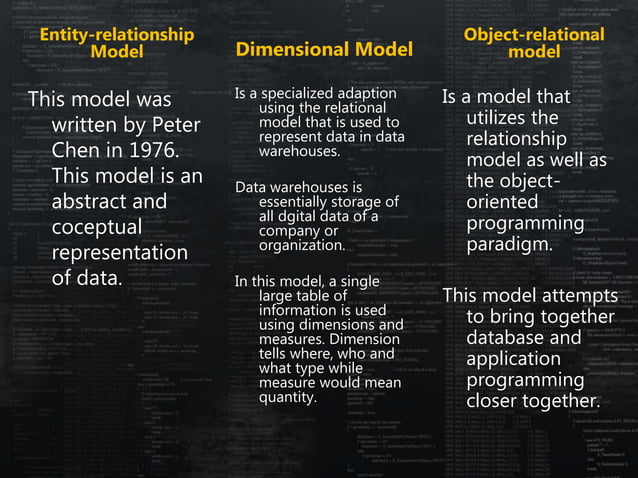 Entity-relationship
Model
This model was
written by Peter
Chen in 1976.
This model is an
abstract and
coceptual
representation
of data.
Dimensional Model
Is a specialized adaption
using the relational
model that is used to
represent data in data
warehouses.
Data warehouses is
essentially storage of
all dgital data of a
company or
organization.
In this model, a single
large table of
information is used
using dimensions and
measures. Dimension
tells where, who and
what type while
measure would mean
quantity.
Object-relational
model
Is a model that
utilizes the
relationship
model as well as
the object-
oriented
programming
paradigm.
This model attempts
to bring together
database and
application
programming
closer together.